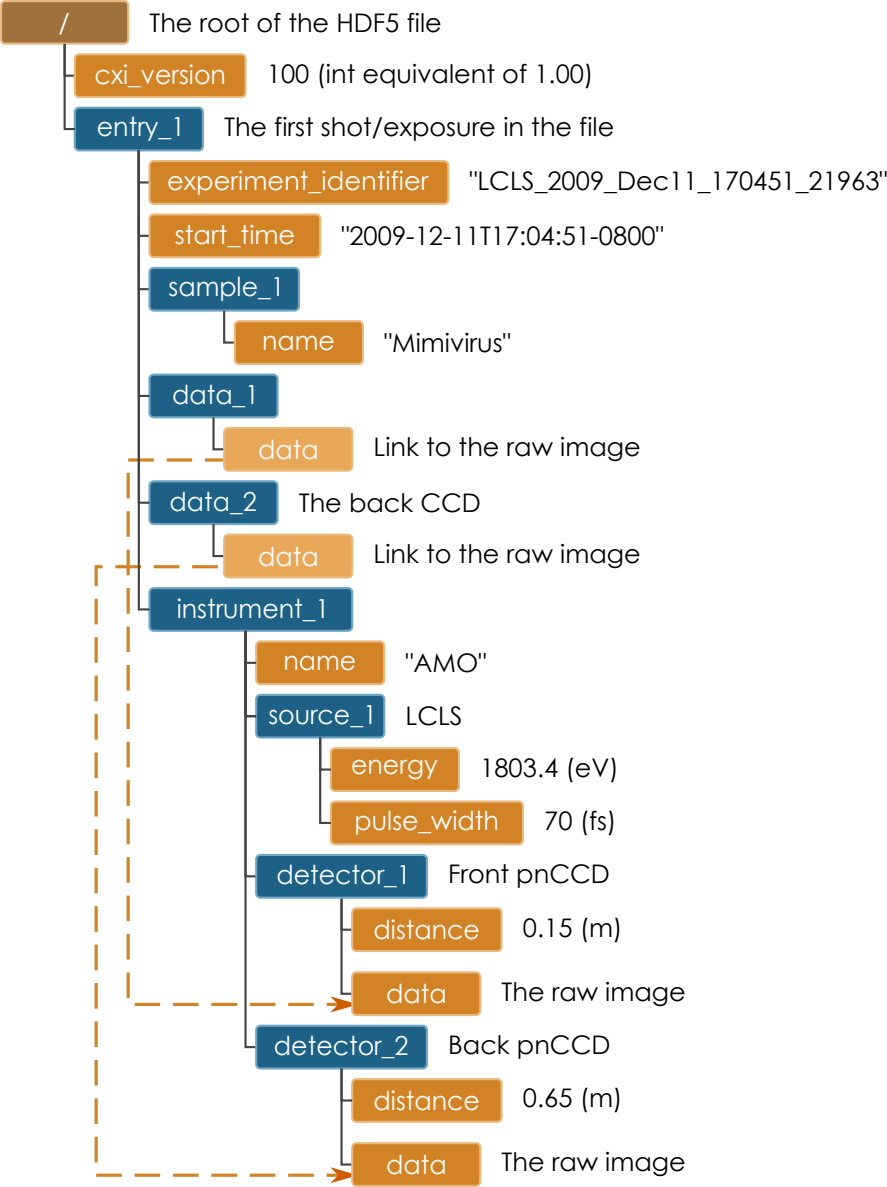 / The root of the HDF5 file
cxi_version 100 (int equivalent of 1.00)
entry_1 The first shot/exposure in the file
experiment_identifier "LCLS_2009_Dec11_170451_21963"
start_time "2009-12-11T17:04:51-0800"
sample_1
name "Mimivirus"
data_1
data Link to the raw image
data_2 The back CCD
data Link to the raw image
instrument_1
name "AMO"
source_1 LCLS
energy 1803.4 (eV)
pulse_width 70 (fs)
detector_1 Front pnCCD
distance 0.15 (m)
data The raw image
detector_2 Back pnCCD
distance 0.65 (m)
data The raw image